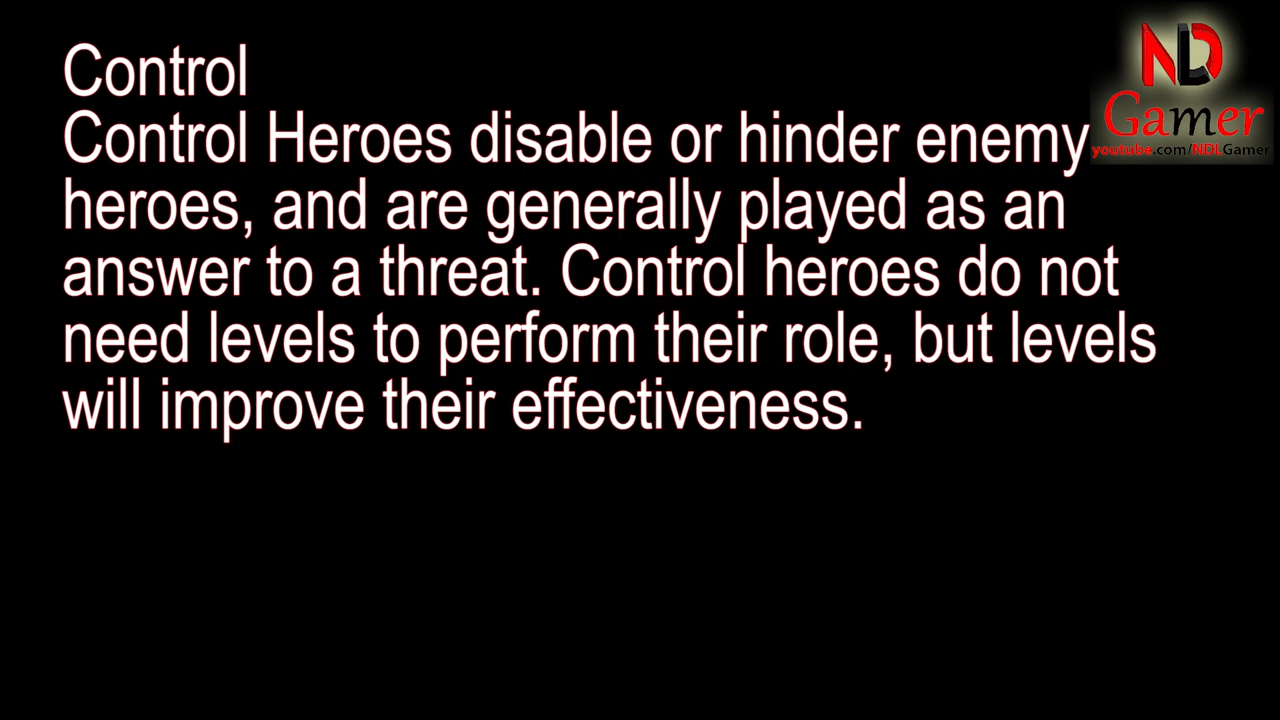 Control
Control Heroes disable or hinder enemy
heroes, and are generally played as an
answer to a threat. Control heroes do not
need levels to perform their role, but levels
will improve their effectiveness.
ND
Gamer
youtube.com/NDLGamer